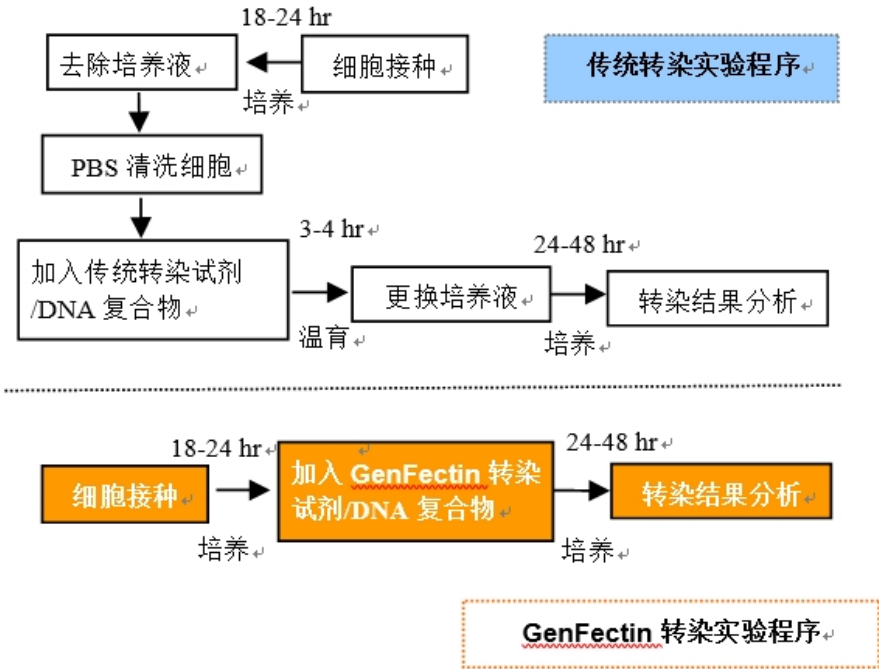 18-24 hr
去除培养液
细胞接种
传统转染实验程序
培养
PBS 清洗细胞
3-4 hr
24-48 hr
加入传统转染试剂
/DNA 复合物
更换培养液
转染结果分析
温育
培养
18-24 hr
24-48 hr
细胞接种
加入 GenFectin 转染
试剂/DNA 复合物
转染结果分析
培养
培养
GenFectin 转染实验程序